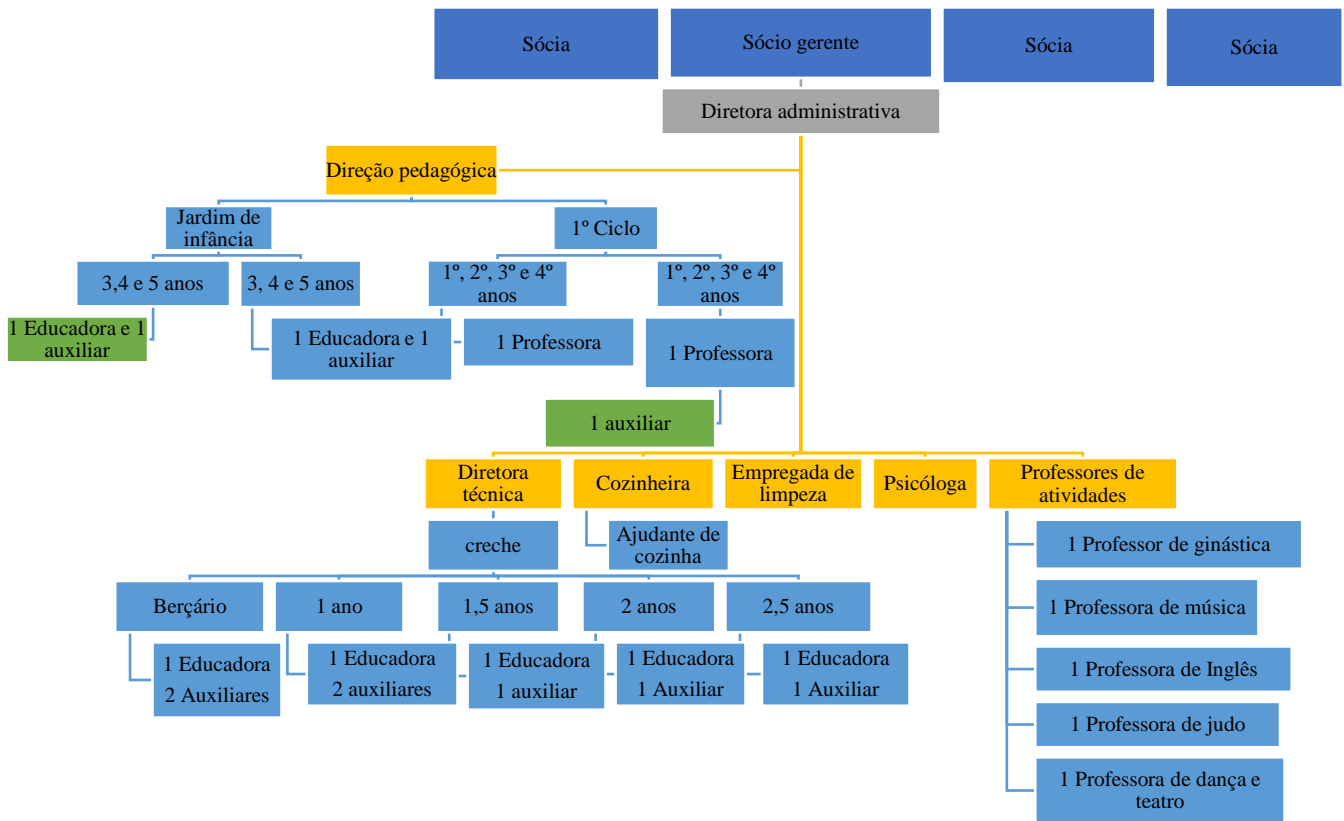 Sócia
Sócio gerente
Sócia
Sócia
Diretora administrativa
Direção pedagógica
Jardim de
infância
1º Ciclo
3,4 e 5 anos
3, 4 e 5 anos
1º, 2º, 3º e 4º
anos
1º, 2º, 3º e 4º
anos
1 Educadora e 1
auxiliar
1 Educadora e 1
auxiliar
1 Professora
1 Professora
1 auxiliar
Diretora
técnica
Cozinheira
Empregada de
limpeza
Psicóloga
Professores de
atividades
creche
Ajudante de
cozinha
1 Professor de ginástica
1 Professora de música
1 Professora de Inglês
1 Professora de judo
1 Professora de dança e
teatro
Berçário
1 ano
1,5 anos
2 anos
2,5 anos
1 Educadora
2 Auxiliares
1 Educadora
2 auxiliares
1 Educadora
1 auxiliar
1 Educadora
1 Auxiliar
1 Educadora
1 Auxiliar